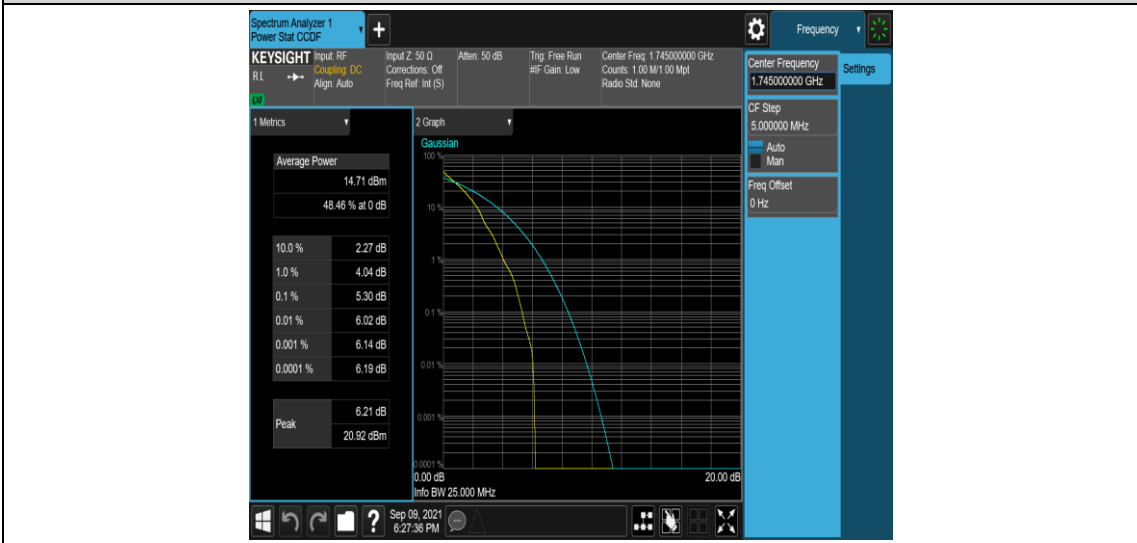 Spectrum Analyzer 1
Power Stat CCDF
+
Frequency
KEYSIGHT
RL
LXI
Input: RF
Coupling: DC
Align: Auto
Input Z: 50 Ω
Corrections: Off
Freq Ref: Int (S)
Atten: 50 dB
Trig: Free Run
#IF Gain: Low
Center Freq: 1.745000000 GHz
Counts: 1.00 M/1.00 Mpt
Radio Std: None
Center Frequency
1.745000000 GHz
Settings
CF Step
5.000000 MHz
Auto
Man
Freq Offset
0 Hz
1 Metrics
Average Power
14.71 dBm
48.46 % at 0 dB
10.0 % 2.27 dB
1.0 % 4.04 dB
0.1 % 5.30 dB
0.01 % 6.02 dB
0.001 % 6.14 dB
0.0001 % 6.19 dB
Peak 6.21 dB
20.92 dBm
2 Graph
Gaussian
100 %
10 %
1 %
0.1 %
0.01 %
0.001 %
0.0001 %
0.00 dB 20.00 dB
Info BW 25.000 MHz
?
Sep 09, 2021
6:27:36 PM